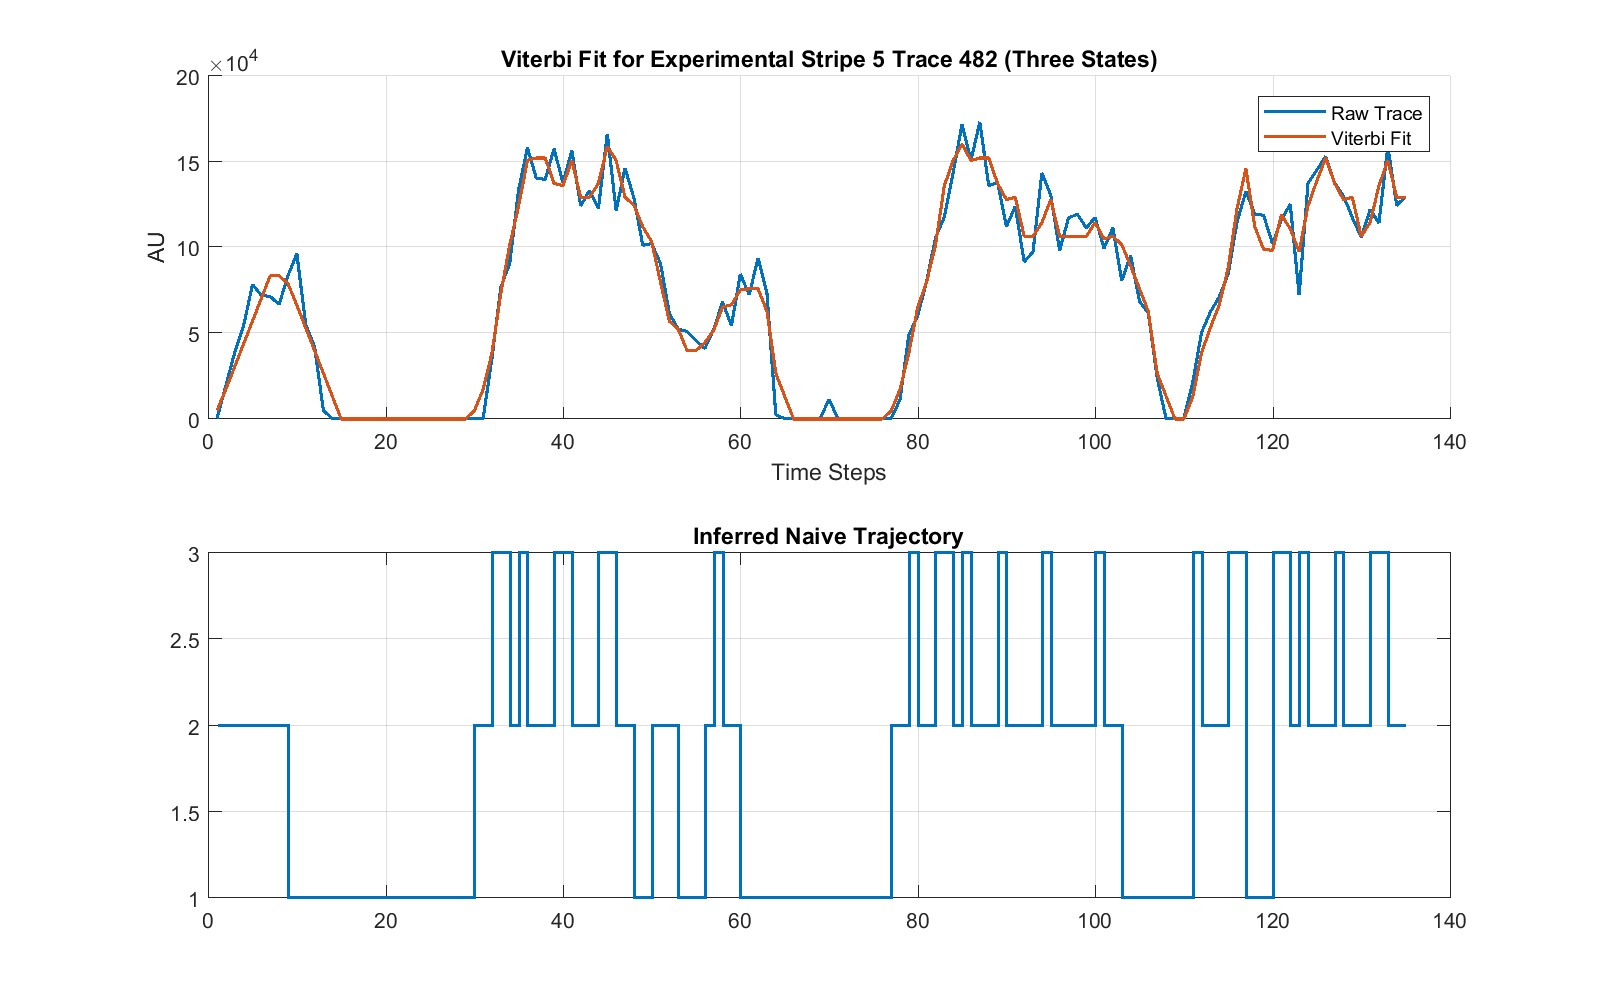 Viterbi Fit for Experimental Stripe 5 Trace 482 (Three States)
×10⁴
20
15
10
5
0
AU
Raw Trace
Viterbi Fit
0 20 40 60 80 100 120 140
Time Steps
Inferred Naive Trajectory
3
2.5
2
1.5
1
0 20 40 60 80 100 120 140